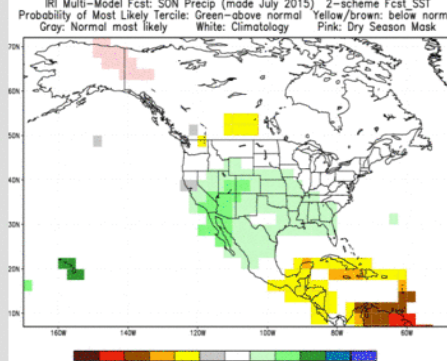 IRI Multi-Model Fcst: SON Precip (made July 2015) 2-scheme Fcst_SST
Probability of Most Likely Tercile: Green-above normal Yellow/brown: below norm
Gray: Normal most likely White: Climatology Pink: Dry Season Mask
70N
60N
50N
40N
30N
20N
10N
160W 140W 120W 100W 80W 60W